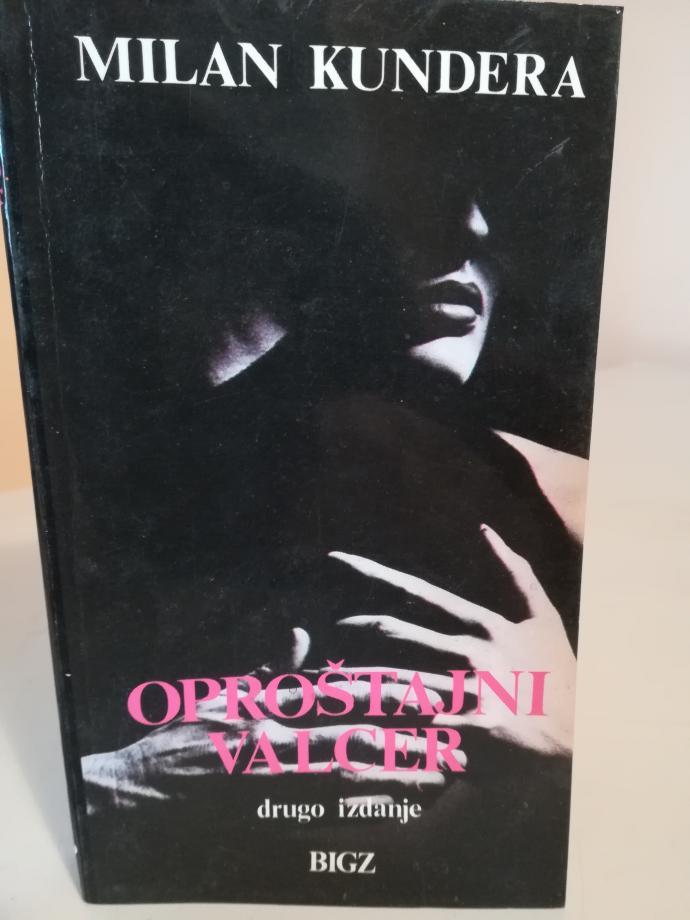 MILAN KUNDERA
OPROŠTAJNI
VALCER
drugo izdanje
BIGZ